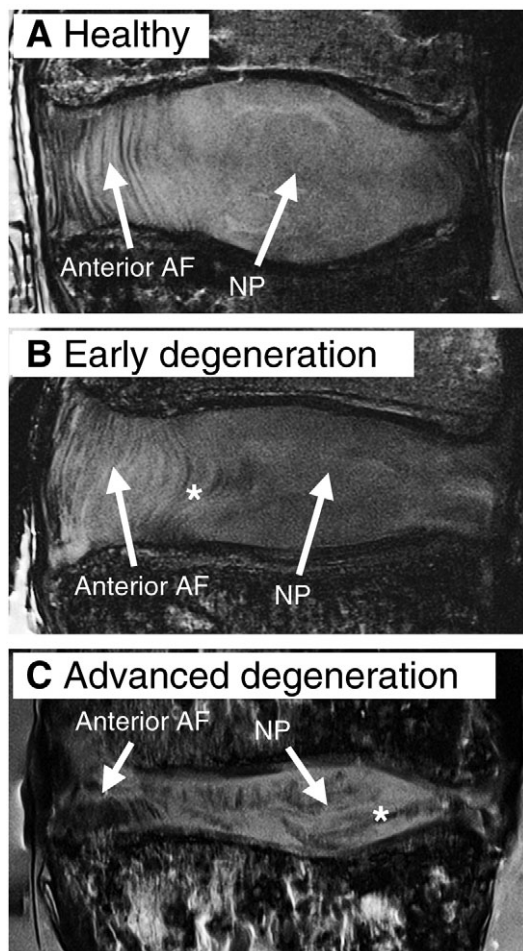 A Healthy
Anterior AF
NP
B Early degeneration
*
Anterior AF
NP
C Advanced degeneration
Anterior AF
NP
*